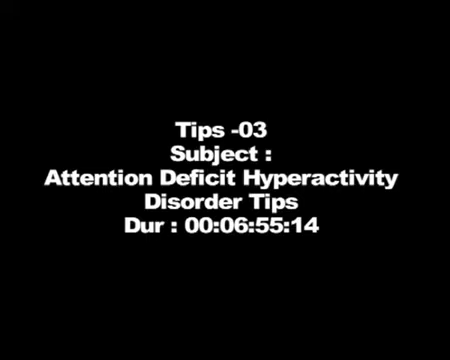 Tips -03
Subject :
Attention Deficit Hyperactivity
Disorder Tips
Dur : 00:06:55:14